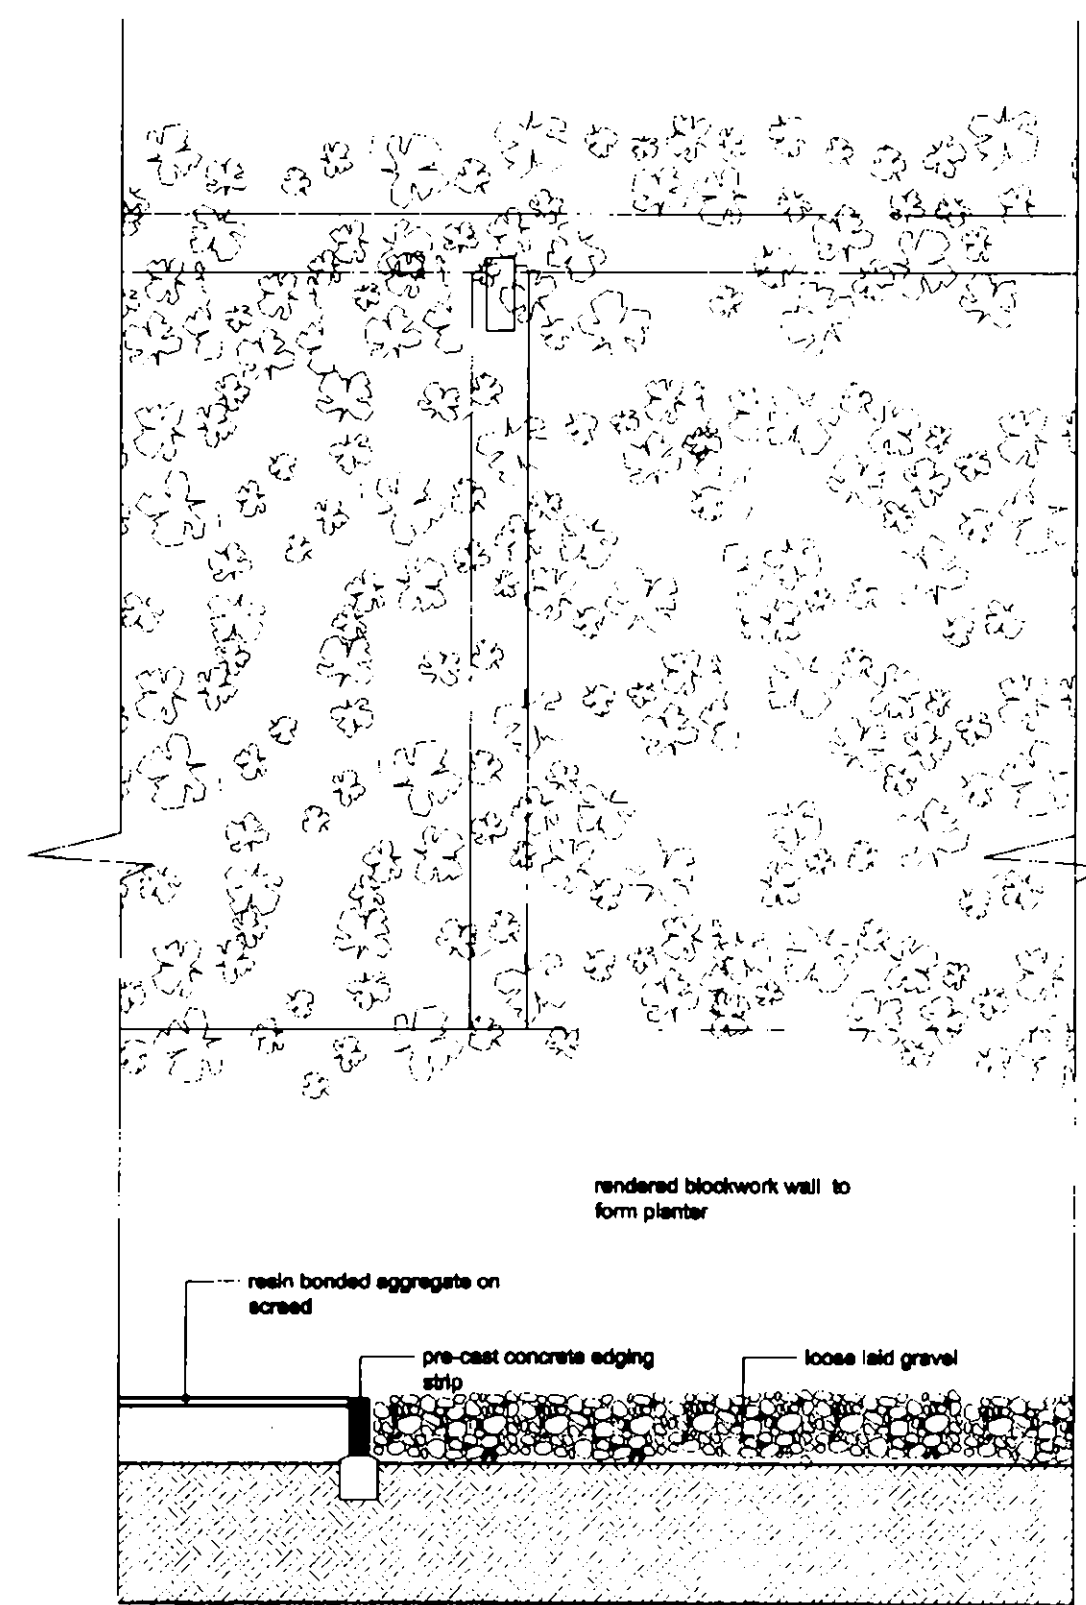 rendered blockwork wall to
form planter
resin bonded aggregate on
screed
pre-cast concrete edging
strip
loose laid gravel